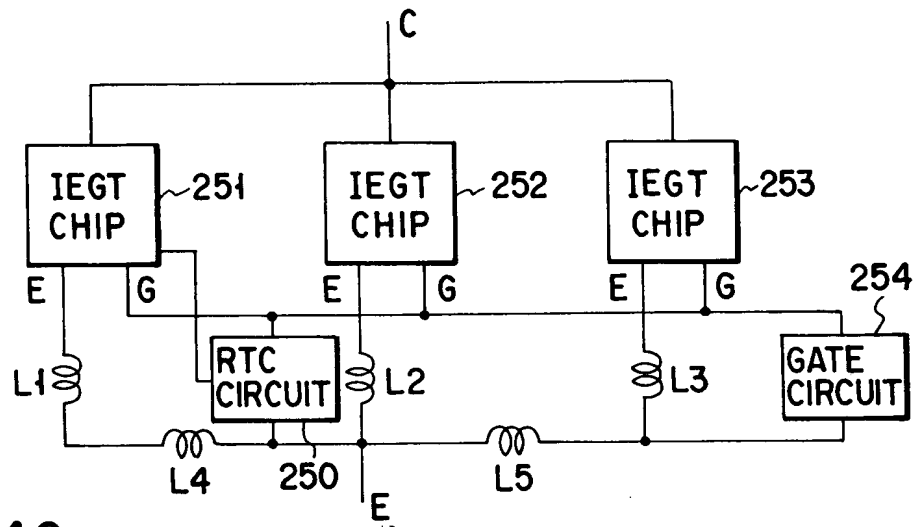 C
IEGT
CHIP
251
IEGT
CHIP
252
IEGT
CHIP
253
E
G
E
G
E
G
254
L1
RTC
CIRCUIT
L2
L3
GATE
CIRCUIT
L4
250
L5
E